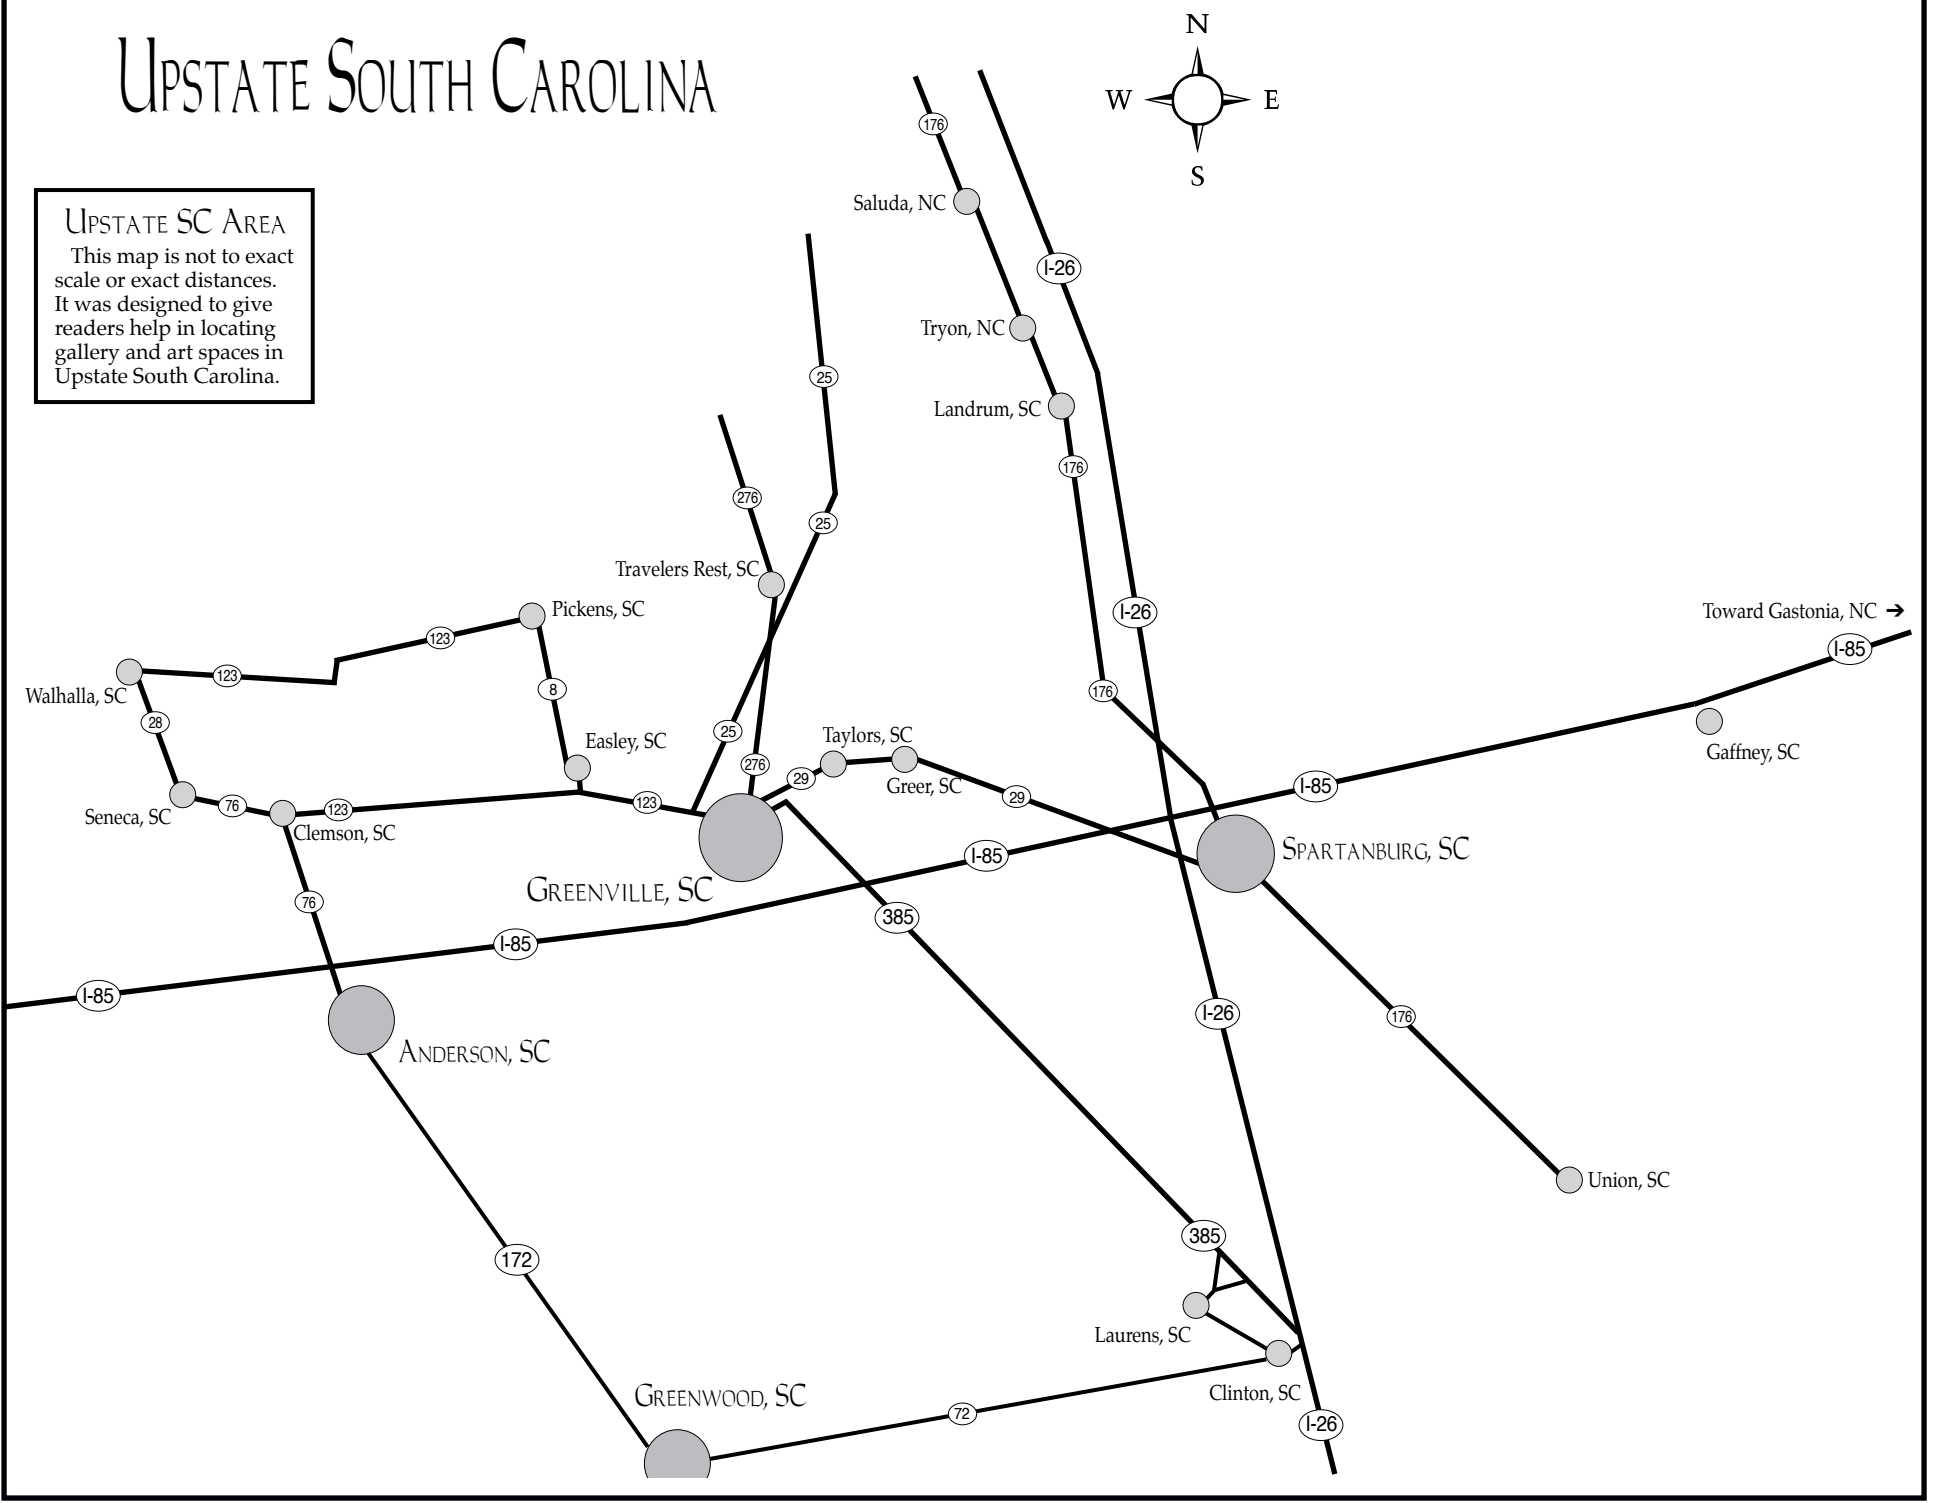 UPSTATE SOUTH CAROLINA
N
W E
S
176
Saluda, NC
UPSTATE SC AREA
This map is not to exact
scale or exact distances.
It was designed to give
readers help in locating
gallery and art spaces in
Upstate South Carolina.
I-26
Tryon, NC
25
Landrum, SC
176
276
25
Travelers Rest, SC
Pickens, SC
I-26
Toward Gastonia, NC ➔
123
I-85
123
Walhalla, SC
8
176
28
25
Taylors, SC
Easley, SC
Gaffney, SC
276
29
Greer, SC
I-85
29
76
123
123
Seneca, SC
Clemson, SC
SPARTANBURG, SC
I-85
GREENVILLE, SC
76
385
I-85
I-85
I-26
176
ANDERSON, SC
Union, SC
385
172
Laurens, SC
GREENWOOD, SC
Clinton, SC
72
I-26